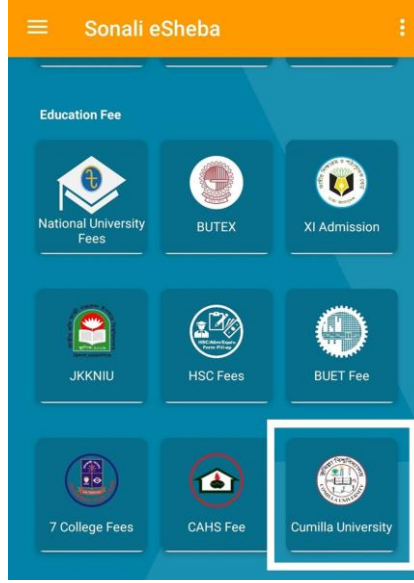 Sonali eSheba
Education Fee
National University
Fees
BUTEX
XI Admission
JKKNIU
HSC Fees
BUET Fee
7 College Fees
CAHS Fee
Cumilla University